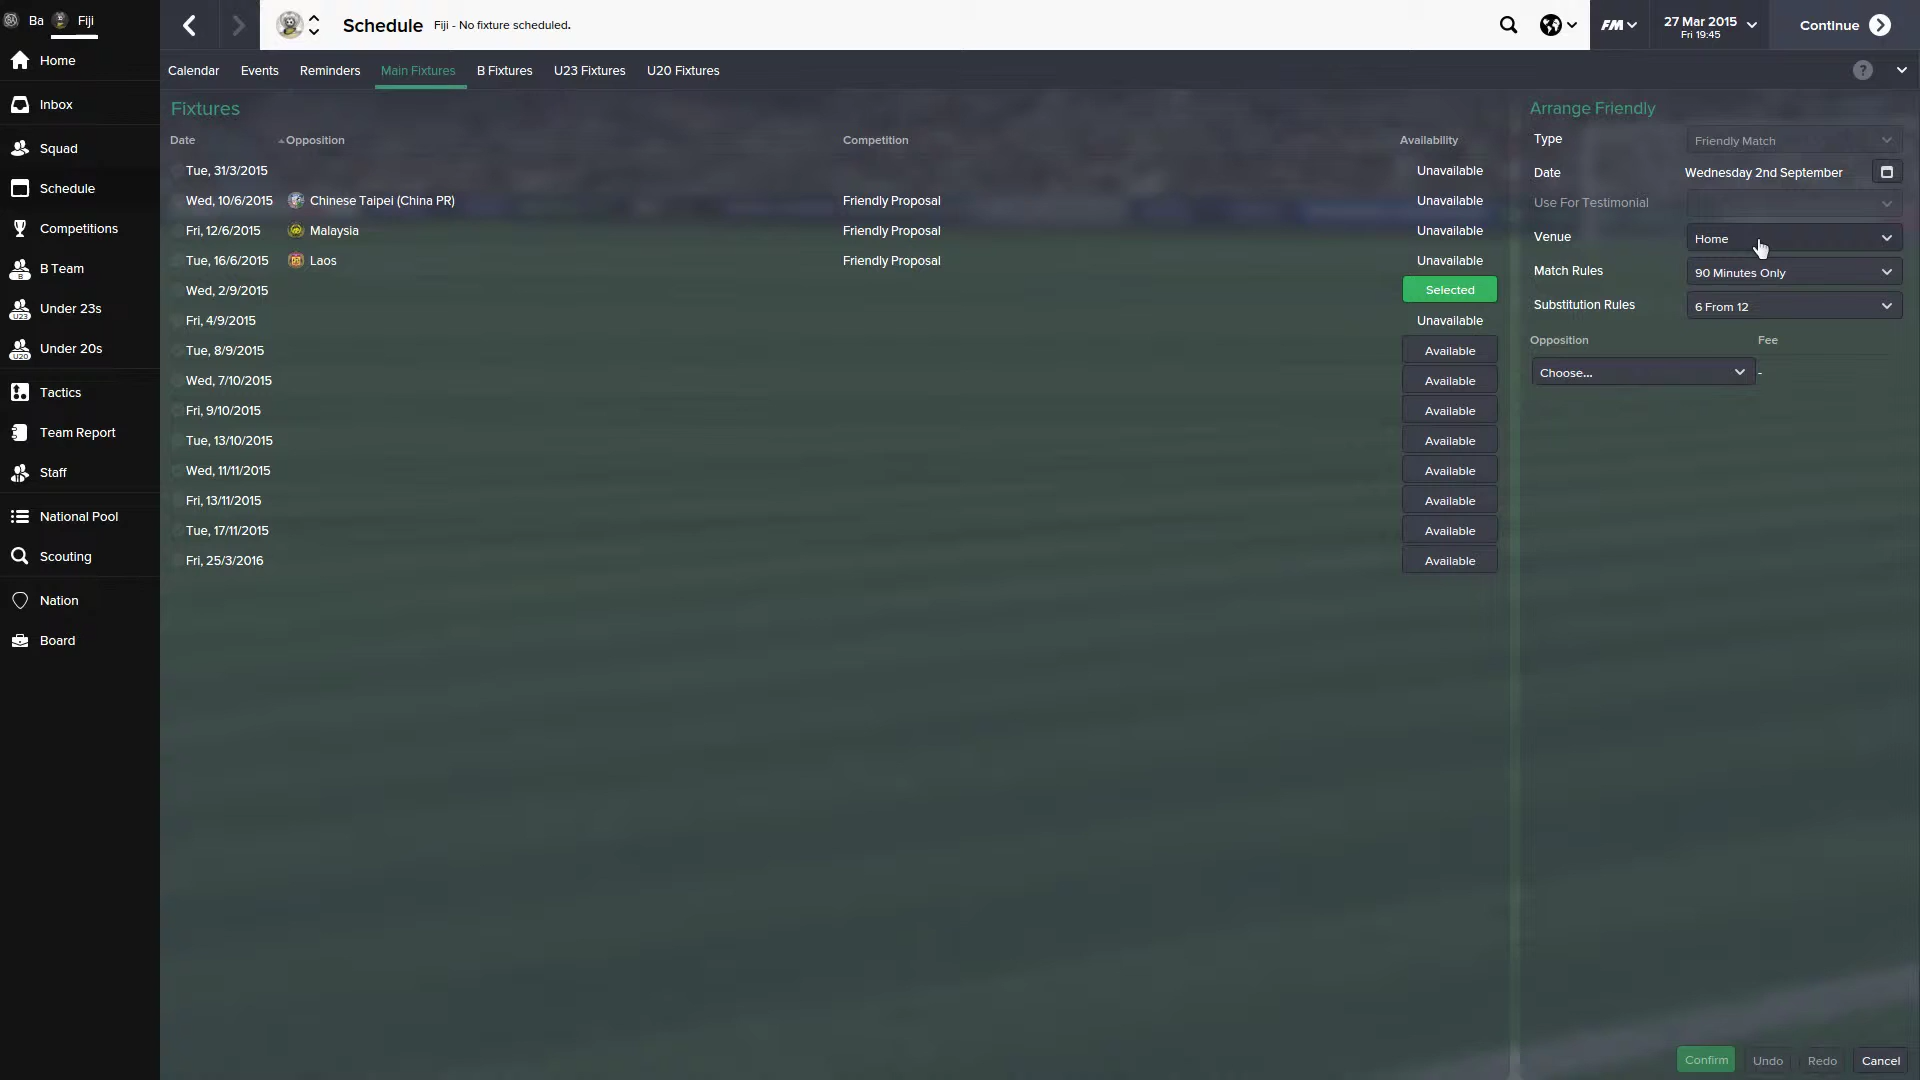 Ba Fiji
Schedule Fiji - No fixture scheduled.
FM
27 Mar 2015
Fri 19:45
Continue
Home
Inbox
Squad
Schedule
Competitions
B Team
Under 23s
Under 20s
Tactics
Team Report
Staff
National Pool
Scouting
Nation
Board
Calendar Events Reminders Main Fixtures B Fixtures U23 Fixtures U20 Fixtures
?
Fixtures
Date Opposition Competition Availability
Tue, 31/3/2015 Unavailable
Wed, 10/6/2015 Chinese Taipei (China PR) Friendly Proposal Unavailable
Fri, 12/6/2015 Malaysia Friendly Proposal Unavailable
Tue, 16/6/2015 Laos Friendly Proposal Unavailable
Wed, 2/9/2015 Selected
Fri, 4/9/2015 Unavailable
Tue, 8/9/2015 Available
Wed, 7/10/2015 Available
Fri, 9/10/2015 Available
Tue, 13/10/2015 Available
Wed, 11/11/2015 Available
Fri, 13/11/2015 Available
Tue, 17/11/2015 Available
Fri, 25/3/2016 Available
Arrange Friendly
Type Friendly Match
Date Wednesday 2nd September
Use For Testimonial
Venue Home
Match Rules 90 Minutes Only
Substitution Rules 6 From 12
Opposition Fee
Choose... -
Confirm Undo Redo Cancel